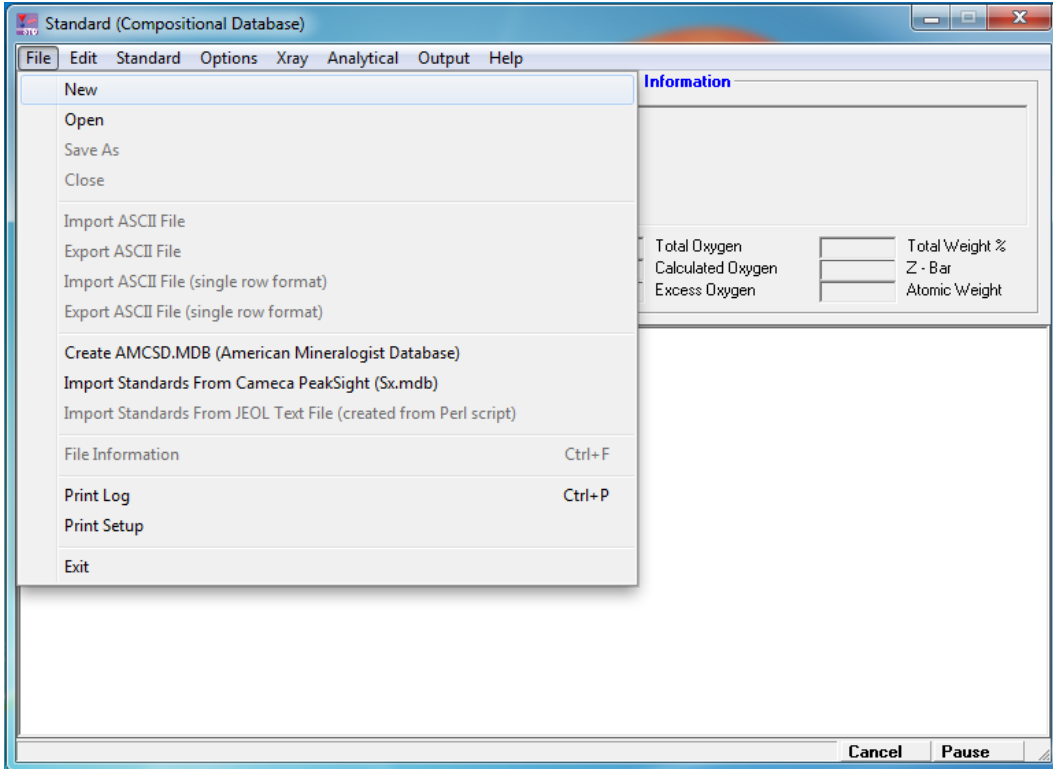 Standard (Compositional Database)
File Edit Standard Options Xray Analytical Output Help
New
Open
Save As
Close
Import ASCII File
Export ASCII File
Import ASCII File (single row format)
Export ASCII File (single row format)
Create AMCSD.MDB (American Mineralogist Database)
Import Standards From Cameca PeakSight (Sx.mdb)
Import Standards From JEOL Text File (created from Perl script)
File Information Ctrl+F
Print Log Ctrl+P
Print Setup
Exit
Information
Total Oxygen Total Weight %
Calculated Oxygen Z - Bar
Excess Oxygen Atomic Weight
Cancel Pause